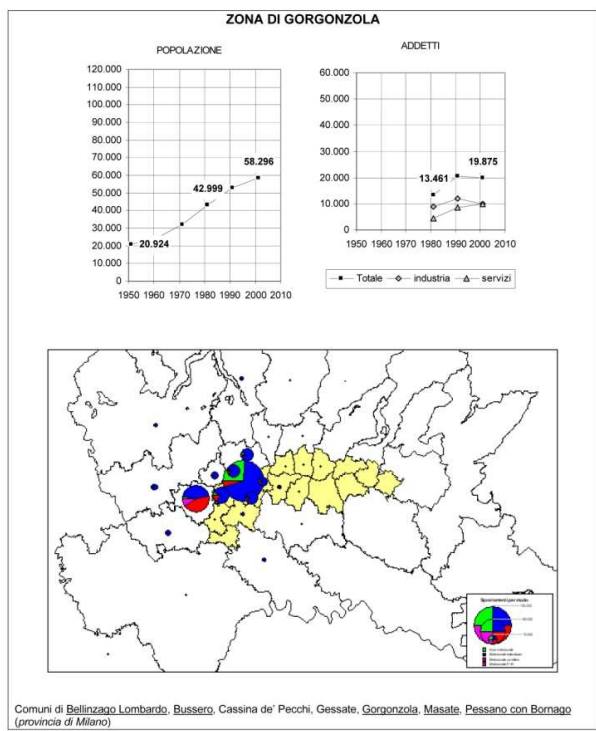 ZONA DI GORGONZOLA
POPOLAZIONE
120.000
110.000
100.000
90.000
80.000
70.000
60.000
50.000
40.000
30.000
20.000
10.000
0
58.296
42.999
20.924
1950 1960 1970 1980 1990 2000 2010
ADDETTI
60.000
50.000
40.000
30.000
20.000
10.000
0
19.875
13.461
1950 1960 1970 1980 1990 2000 2010
Totale industria servizi
Spostamenti per modo
Comuni di Bellinzago Lombardo, Bussero, Cassina de' Pecchi, Gessate, Gorgonzola, Masate, Pessano con Bornago
(provincia di Milano)